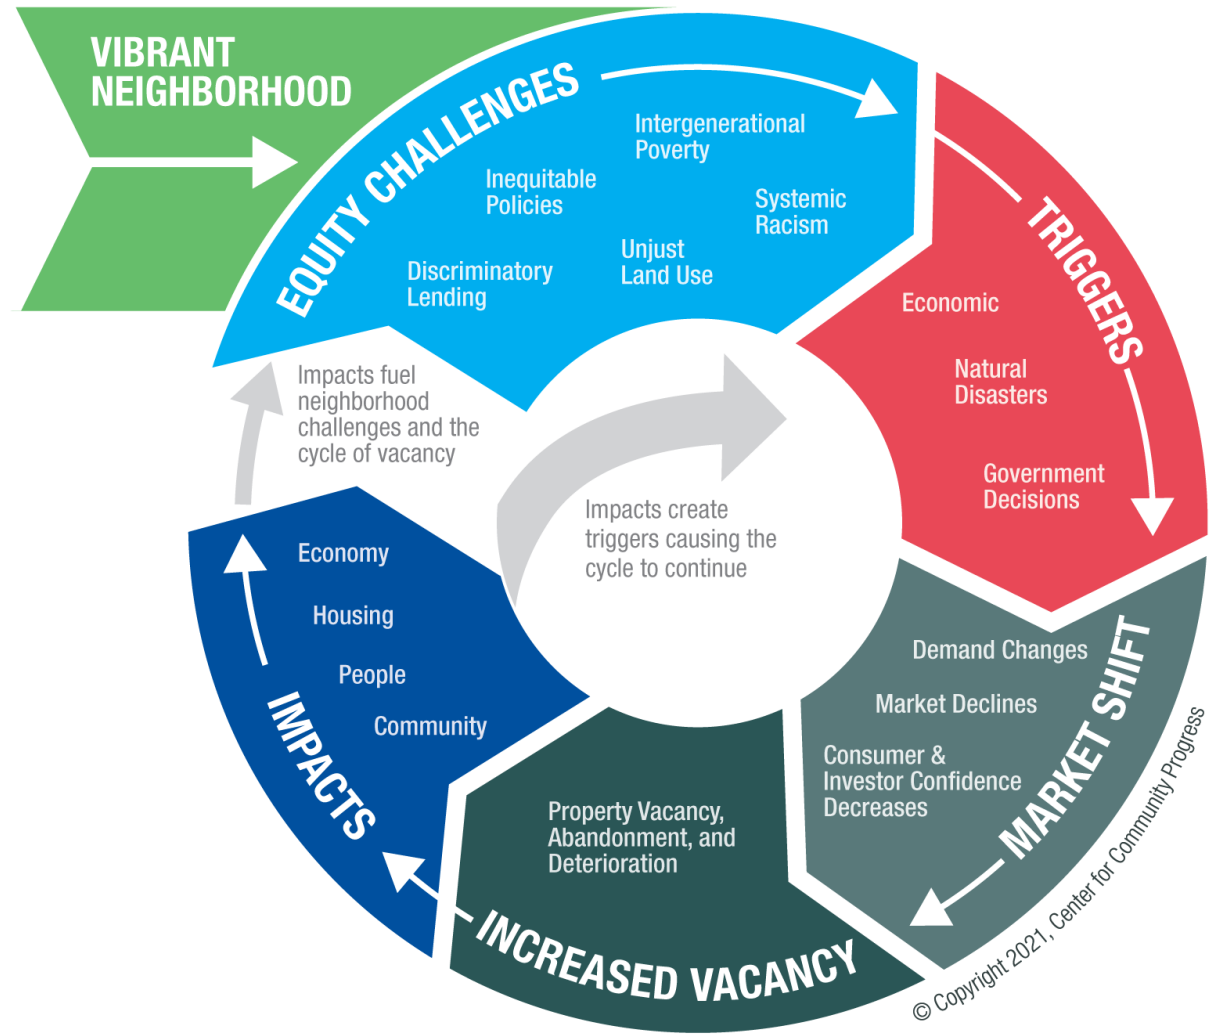 VIBRANT
NEIGHBORHOOD
EQUITY CHALLENGES
Intergenerational
Poverty
Inequitable
Policies
Systemic
Racism
Unjust
Land Use
Discriminatory
Lending
TRIGGERS
Economic
Natural
Disasters
Government
Decisions
MARKET SHIFT
Demand Changes
Market Declines
Consumer &
Investor Confidence
Decreases
INCREASED VACANCY
Property Vacancy,
Abandonment, and
Deterioration
IMPACTS
Economy
Housing
People
Community
Impacts fuel
neighborhood
challenges and the
cycle of vacancy
Impacts create
triggers causing the
cycle to continue
© Copyright 2021, Center for Community Progress